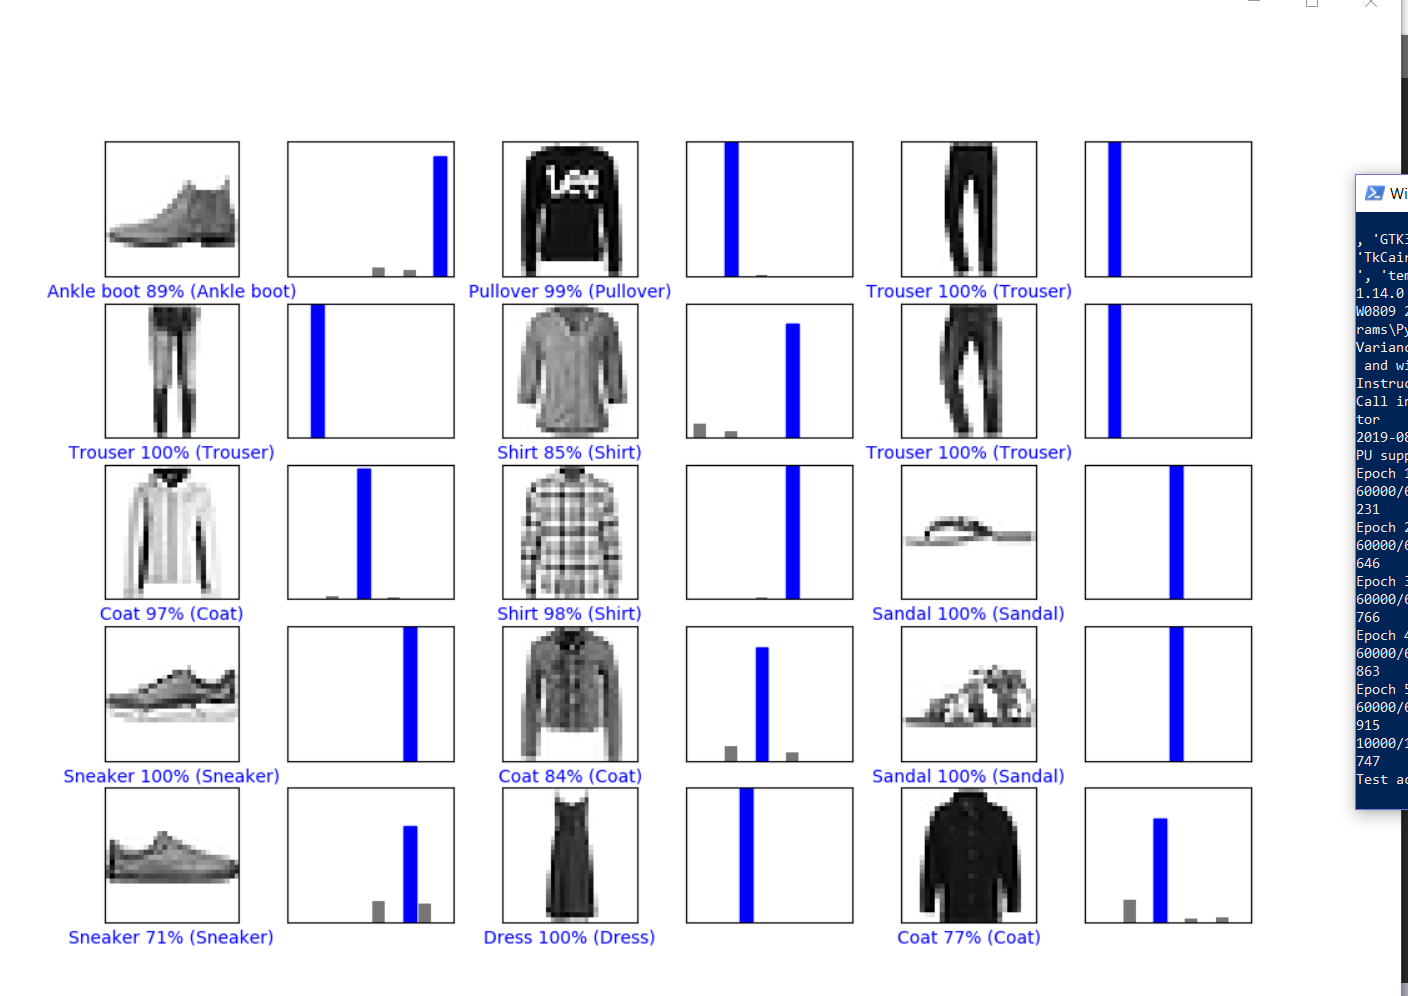 Lee
Ankle boot 89% (Ankle boot)
Pullover 99% (Pullover)
Trouser 100% (Trouser)
Trouser 100% (Trouser)
Shirt 85% (Shirt)
Trouser 100% (Trouser)
Coat 97% (Coat)
Shirt 98% (Shirt)
Sandal 100% (Sandal)
Sneaker 100% (Sneaker)
Coat 84% (Coat)
Sandal 100% (Sandal)
Sneaker 71% (Sneaker)
Dress 100% (Dress)
Coat 77% (Coat)
Wi
, 'GTK3
'TkCair
', 'tem
1.14.0
W0809 2
rams\Py
Varianc
and wi
Instruc
Call in
tor
2019-08
PU supp
Epoch 1
60000/6
231
Epoch 2
60000/6
646
Epoch 3
60000/6
766
Epoch 4
60000/6
863
Epoch 5
60000/6
915
10000/1
747
Test ac